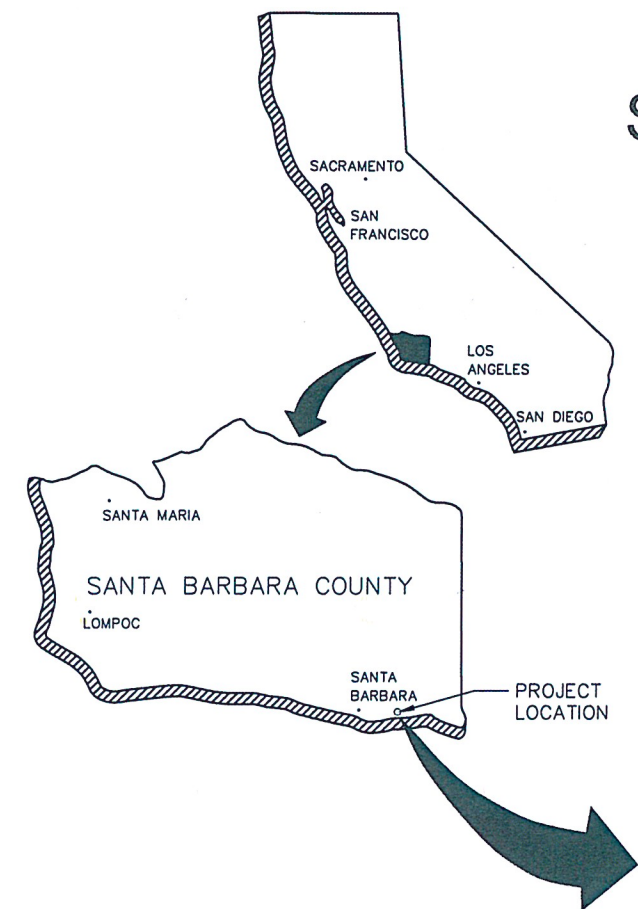 S
SACRAMENTO
SAN
FRANCISCO
LOS
ANGELES
SAN DIEGO
SANTA MARIA
SANTA BARBARA COUNTY
LOMPOC
SANTA
BARBARA
PROJECT
LOCATION